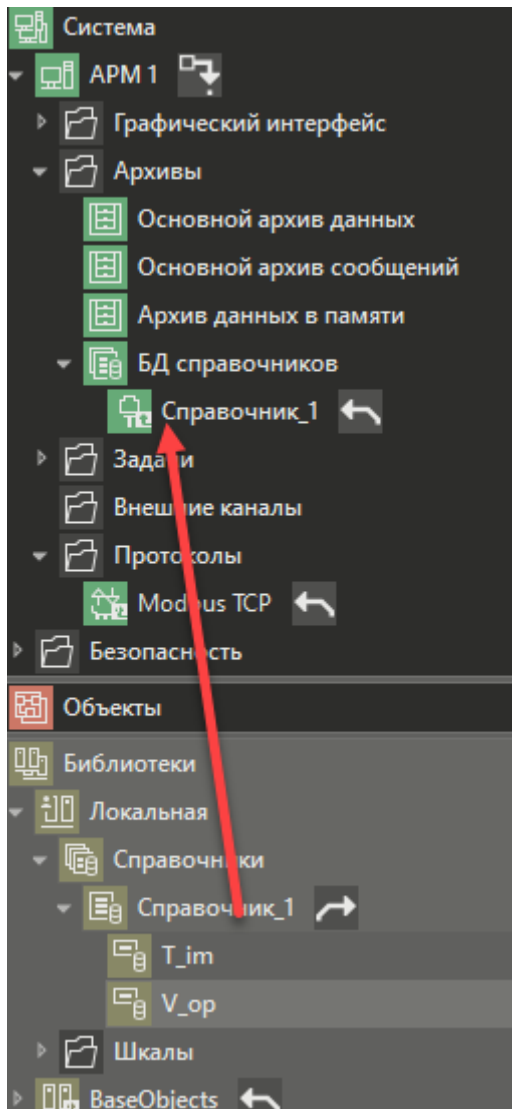 Система
АРМ 1
Графический интерфейс
Архивы
Основной архив данных
Основной архив сообщений
Архив данных в памяти
БД справочников
Справочник_1
Задачи
Внешние каналы
Протоколы
Modbus TCP
Безопасность
Объекты
Библиотеки
Локальная
Справочники
Справочник_1
T_im
V_op
Шкалы
BaseObjects